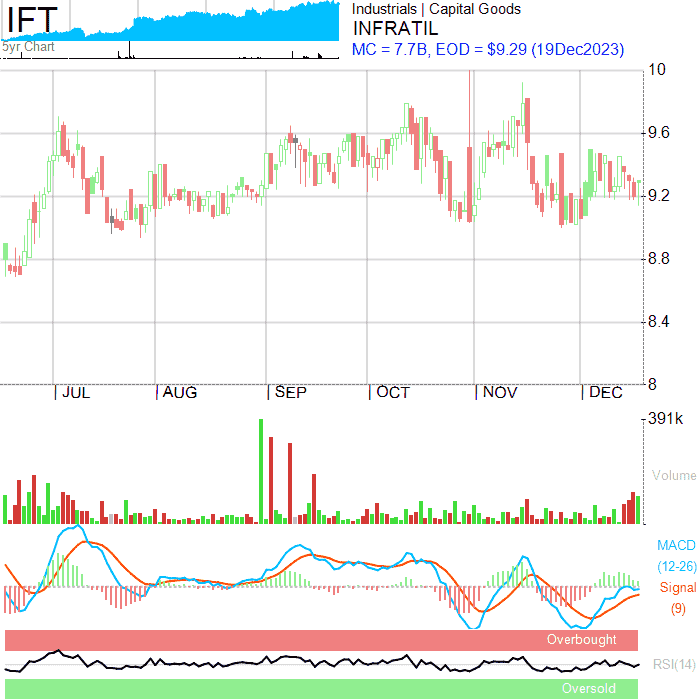 IFT
5yr Chart
Industrials | Capital Goods
INFRATIL
MC = 7.7B, EOD = $9.29 (19Dec2023)
10
9.6
9.2
8.8
8.4
8
JUL AUG SEP OCT NOV DEC
391k
Volume
MACD
(12-26)
Signal
(9)
Overbought
RSI(14)
Oversold